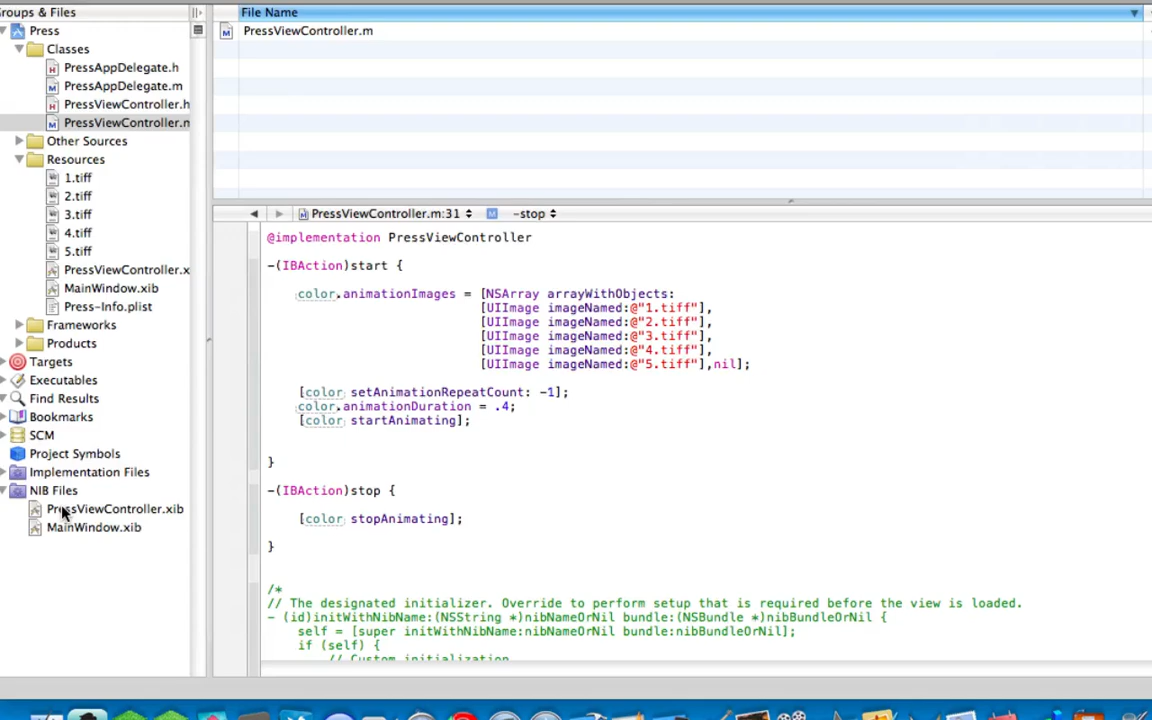 Groups & Files
Press
Classes
PressAppDelegate.h
PressAppDelegate.m
PressViewController.h
PressViewController.m
Other Sources
Resources
1.tiff
2.tiff
3.tiff
4.tiff
5.tiff
PressViewController.x
MainWindow.xib
Press-Info.plist
Frameworks
Products
Targets
Executables
Find Results
Bookmarks
SCM
Project Symbols
Implementation Files
NIB Files
PressViewController.xib
MainWindow.xib
File Name
PressViewController.m
PressViewController.m:31 -stop
@implementation PressViewController
-(IBAction)start {
color.animationImages = [NSArray arrayWithObjects:
[UIImage imageNamed:@"1.tiff"],
[UIImage imageNamed:@"2.tiff"],
[UIImage imageNamed:@"3.tiff"],
[UIImage imageNamed:@"4.tiff"],
[UIImage imageNamed:@"5.tiff"],nil];
[color setAnimationRepeatCount: -1];
color.animationDuration = .4;
[color startAnimating];
}
-(IBAction)stop {
[color stopAnimating];
}
/*
// The designated initializer. Override to perform setup that is required before the view is loaded.
- (id)initWithNibName:(NSString *)nibNameOrNil bundle:(NSBundle *)nibBundleOrNil {
self = [super initWithNibName:nibNameOrNil bundle:nibBundleOrNil];
if (self) {
// Custom initialization